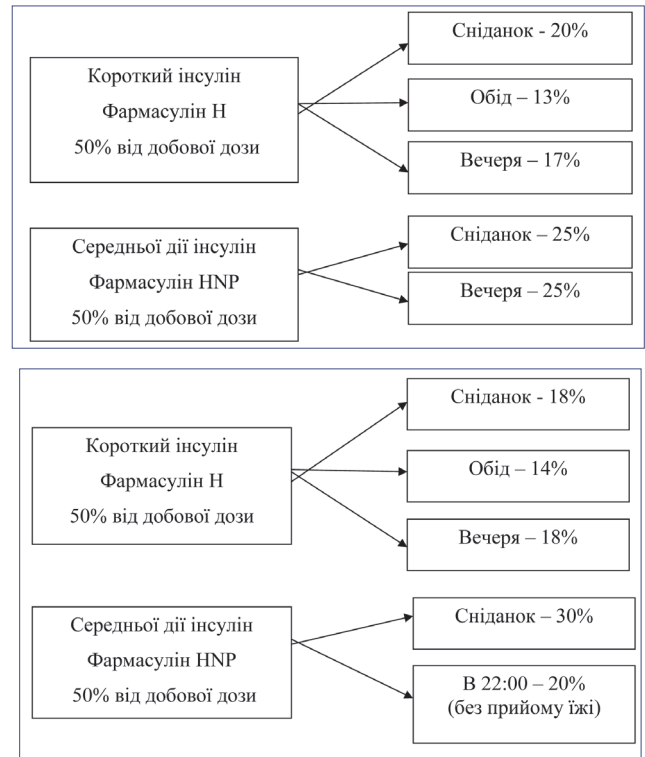 Короткий інсулін
Фармасулін Н
50% від добової дози
Сніданок - 20%
Обід – 13%
Вечеря – 17%
Середньої дії інсулін
Фармасулін HNP
50% від добової дози
Сніданок – 25%
Вечеря – 25%
Короткий інсулін
Фармасулін Н
50% від добової дози
Сніданок - 18%
Обід – 14%
Вечеря – 18%
Середньої дії інсулін
Фармасулін HNP
50% від добової дози
Сніданок – 30%
В 22:00 – 20%
(без прийому їжі)